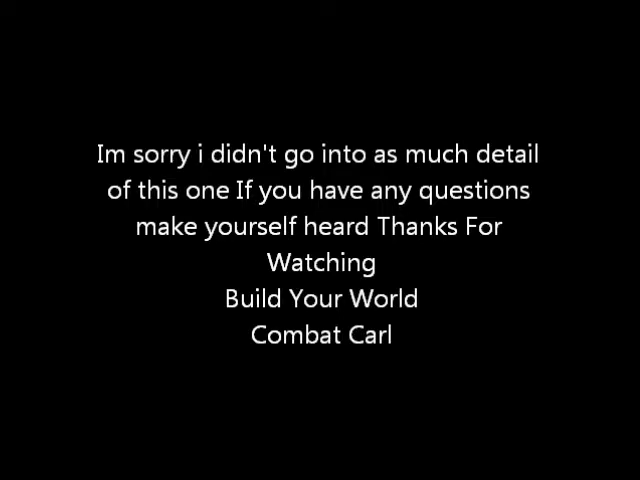 Im sorry i didn't go into as much detail
of this one If you have any questions
make yourself heard Thanks For
Watching
Build Your World
Combat Carl